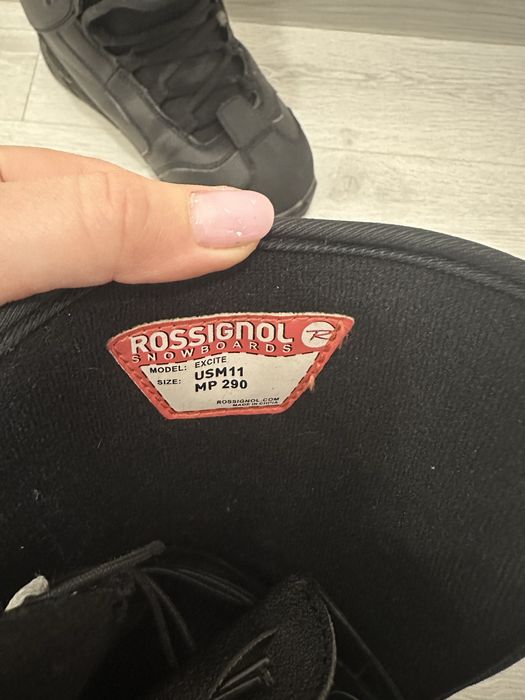 ROSSIGNOL
SNOWBOARDS
MODEL: EXCITE
SIZE: USM11
MP 290
ROSSIGNOL.COM
MADE IN CHINA